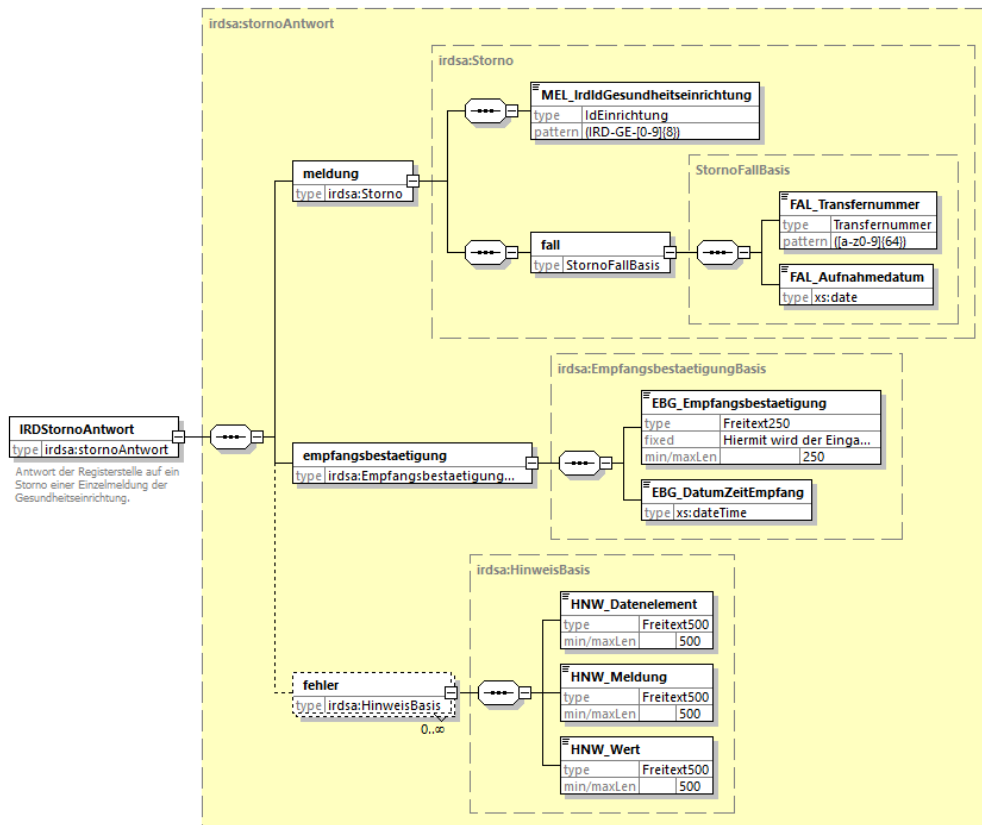 irdsa:stornoAntwort
irdsa:Storno
MEL_IrdIdGesundheitseinrichtung
type IdEinrichtung
pattern (IRD-GE-[0-9]{8})
meldung
type irdsa:Storno
StornoFallBasis
FAL_Transfernummer
type Transfernummer
pattern ([a-z0-9]{64})
fall
type StornoFallBasis
FAL_Aufnahmedatum
type xs:date
irdsa:EmpfangsbestaetigungBasis
EBG_Empfangsbestaetigung
type Freitext250
fixed Hiermit wird der Einga...
min/maxLen 250
IRDStornoAntwort
type irdsa:stornoAntwort
Antwort der Registerstelle auf ein
Storno einer Einzelmeldung der
Gesundheitseinrichtung.
empfangsbestaetigung
type irdsa:Empfangsbestaetigung...
EBG_DatumZeitEmpfang
type xs:dateTime
irdsa:HinweisBasis
HNW_Datenelement
type Freitext500
min/maxLen 500
fehler
type irdsa:HinweisBasis
0..∞
HNW_Meldung
type Freitext500
min/maxLen 500
HNW_Wert
type Freitext500
min/maxLen 500